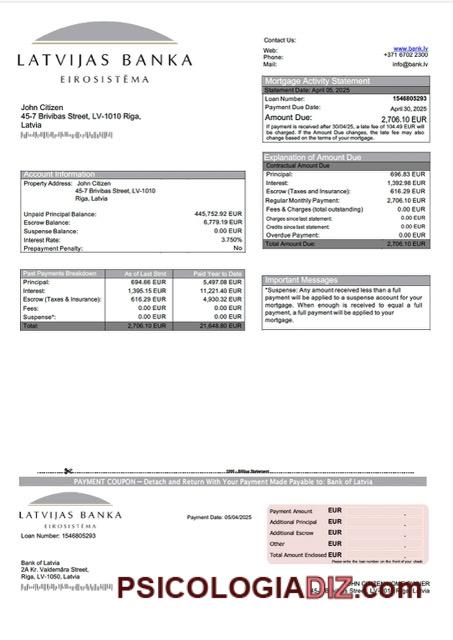 LATVIJAS BANKA
EIROSISTĒMA
Contact Us:
Web: www.bank.lv
Phone: +371 6702 2300
Mail: info@bank.lv
John Citizen
45-7 Brivibas Street, LV-1010 Riga,
Latvia
Mortgage Activity Statement
Statement Date: April 05, 2025
Loan Number: 1546805293
Payment Due Date: April 30, 2025
Amount Due: 2,706.10 EUR
If payment is received after 30/04/25, a late fee of 104.49 EUR will
be charged. If the Amount Due changes, the late fee may also
change based on the terms of your mortgage.
Account Information
Property Address: John Citizen
45-7 Brivibas Street, LV-1010
Riga, Latvia
Unpaid Principal Balance: 445,752.92 EUR
Escrow Balance: 6,779.19 EUR
Suspense Balance: 0.00 EUR
Interest Rate: 3.750%
Prepayment Penalty: No
Explanation of Amount Due
Contractual Amount Due
Principal: 696.83 EUR
Interest: 1,392.98 EUR
Escrow (Taxes and Insurance): 616.29 EUR
Regular Monthly Payment: 2,706.10 EUR
Fees & Charges (total outstanding) 0.00 EUR
Charges since last statement: 0.00 EUR
Credits since last statement: 0.00 EUR
Overdue Payment: 0.00 EUR
Total Amount Due: 2,706.10 EUR
Past Payments Breakdown As of Last Stmt Paid Year to Date
Principal: 694.66 EUR 5,497.08 EUR
Interest: 1,395.15 EUR 11,221.40 EUR
Escrow (Taxes & Insurance): 616.29 EUR 4,930.32 EUR
Fees: 0.00 EUR 0.00 EUR
Suspense*: 0.00 EUR 0.00 EUR
Total: 2,706.10 EUR 21,648.80 EUR
Important Messages
*Suspense: Any amount received less than a full
payment will be applied to a suspense account for your
mortgage. When enough is received to equal a full
payment, a full payment will be applied to your
mortgage.
PAYMENT COUPON – Detach and Return With Your Payment Made Payable to: Bank of Latvia
LATVIJAS BANKA
EIROSISTĒMA
Loan Number: 1546805293
Payment Date: 05/04/2025
Payment Amount EUR
Additional Principal EUR
Additional Escrow EUR
Other EUR
Total Amount Enclosed EUR
Please write the loan number on the front of your check
Bank of Latvia
2A Kr. Valdemāra Street,
Riga, LV-1050, Latvia
PSICOLOGIADIZ.com